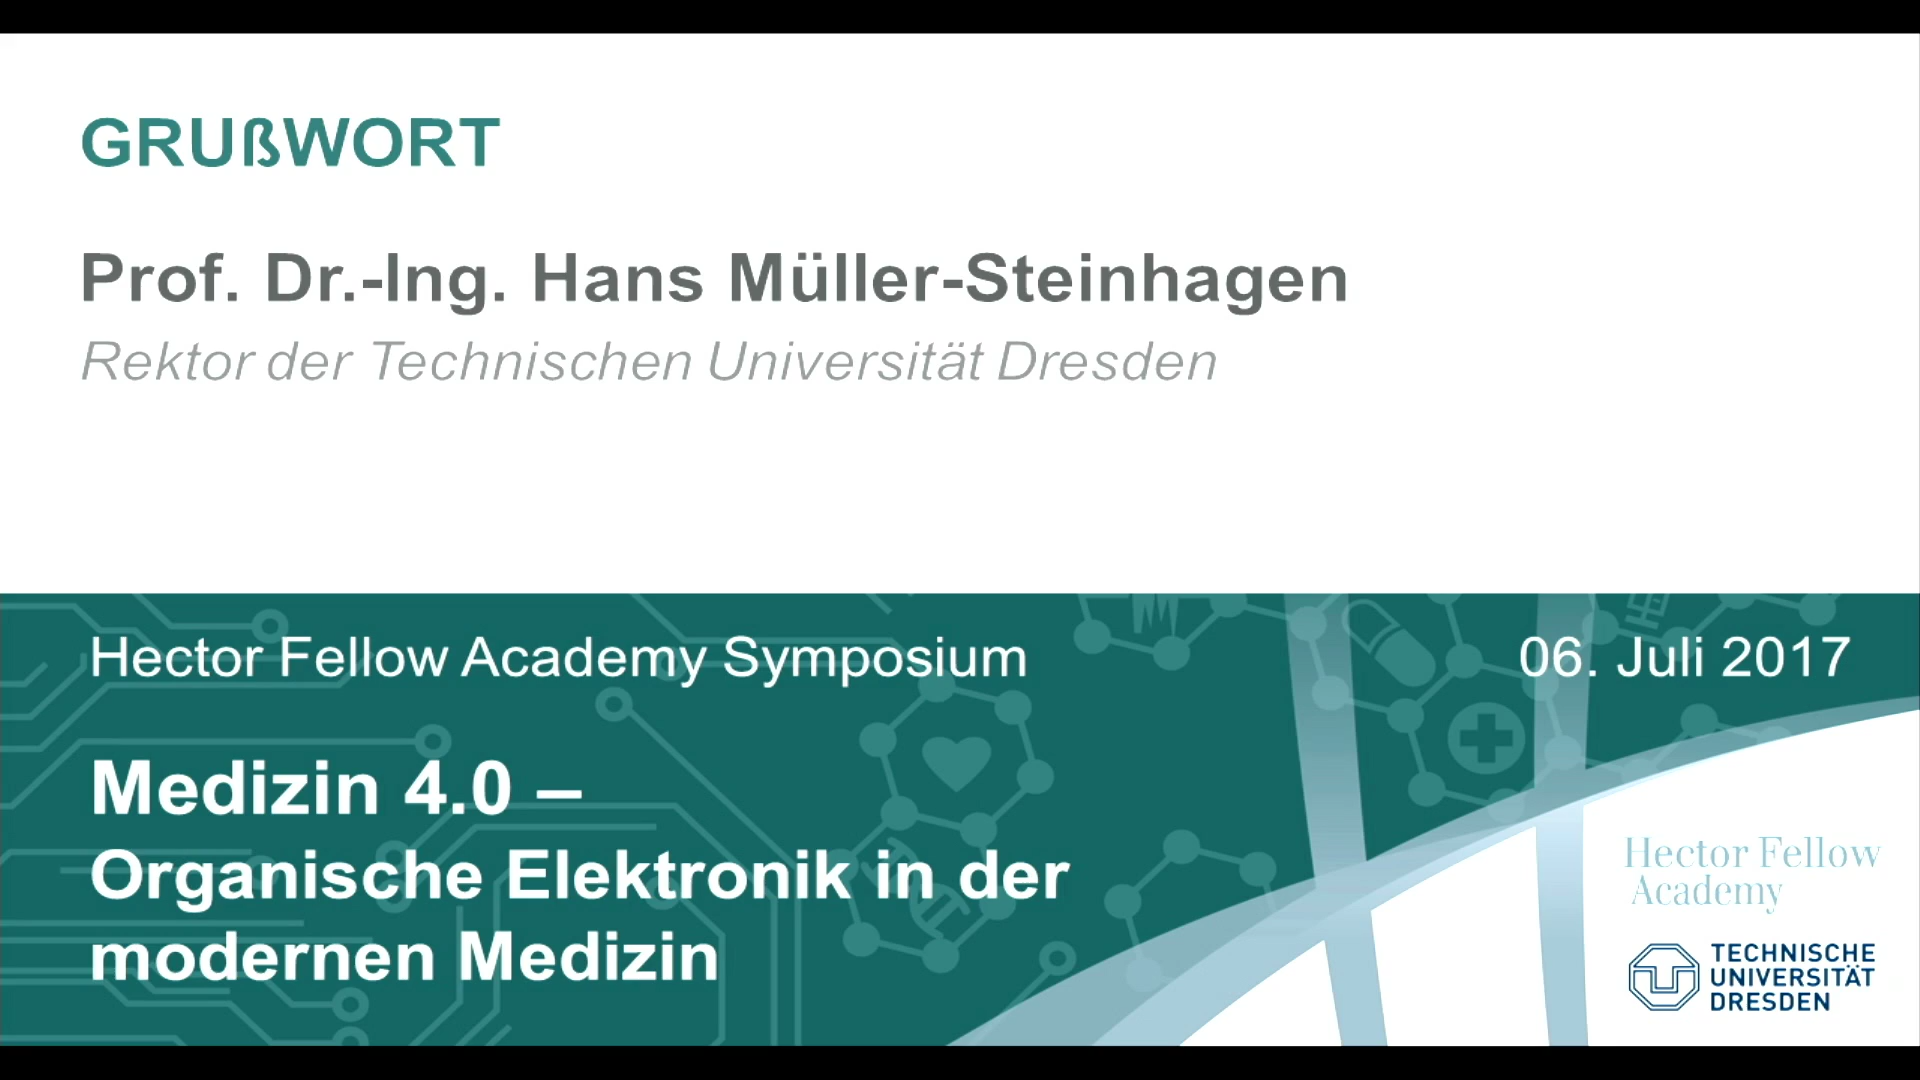 GRUßWORT
Prof. Dr.-Ing. Hans Müller-Steinhagen
Rektor der Technischen Universität Dresden
Hector Fellow Academy Symposium
06. Juli 2017
Medizin 4.0 –
Organische Elektronik in der
modernen Medizin
Hector Fellow
Academy
TECHNISCHE
UNIVERSITÄT
DRESDEN